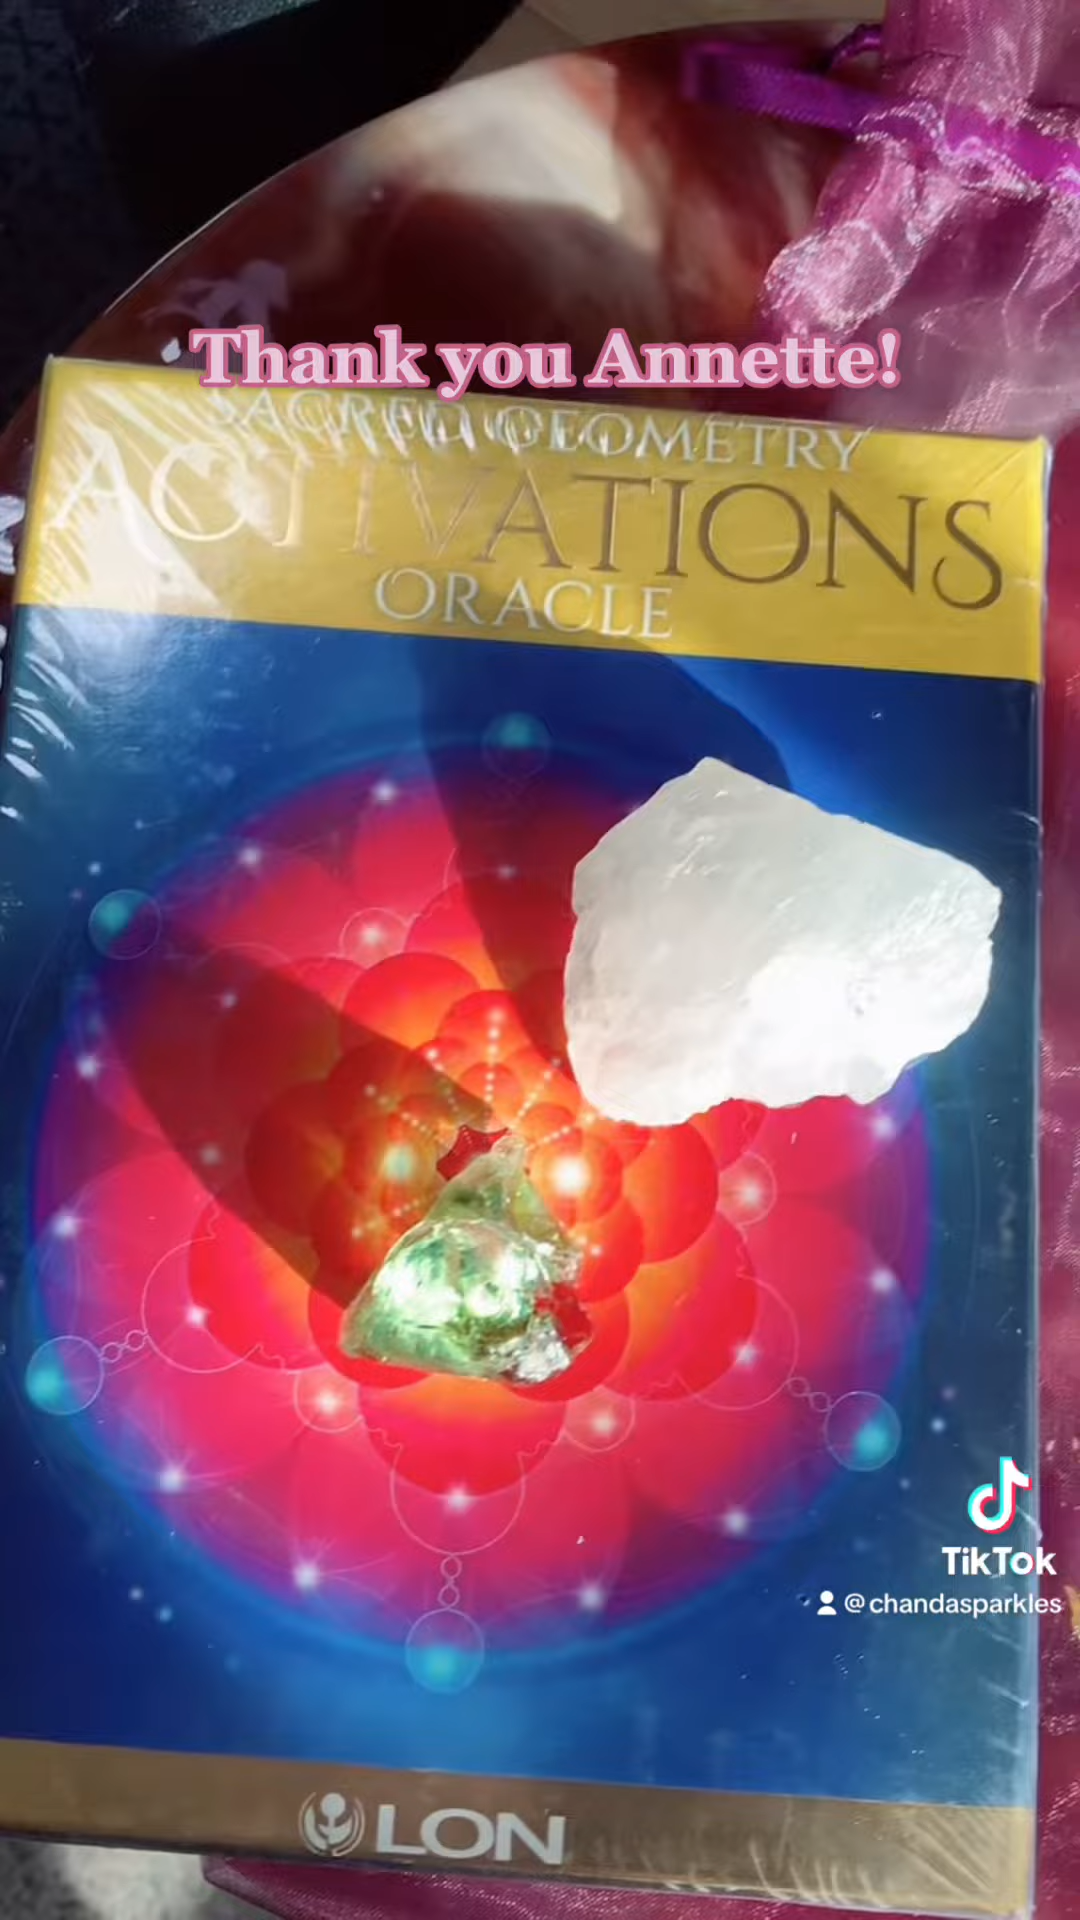 Thank you Annette!
SACRED GEOMETRY
ACTIVATIONS
ORACLE
LON
TikTok
@chandasparkles